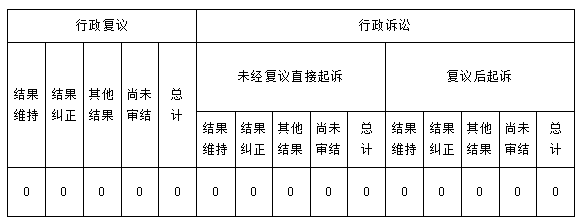 行政复议 行政诉讼
未经复议直接起诉 复议后起诉
结果维持 结果纠正 其他结果 尚未审结 总计
结果维持 结果纠正 其他结果 尚未审结 总计 结果维持 结果纠正 其他结果 尚未审结 总计
0 0 0 0 0 0 0 0 0 0 0 0 0 0 0